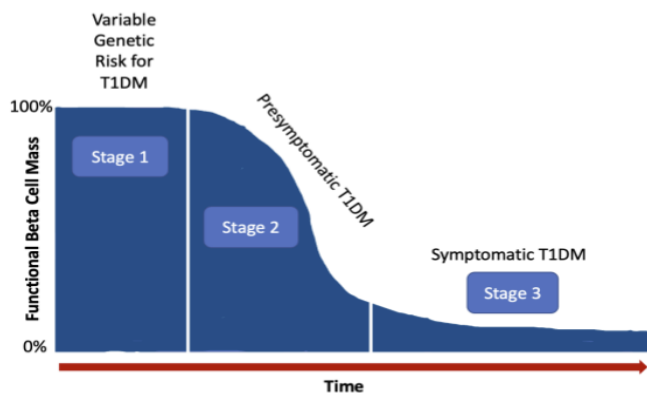 Variable
Genetic
Risk for
T1DM
100%
Stage 1
Presymptomatic T1DM
Stage 2
Symptomatic T1DM
Stage 3
Functional Beta Cell Mass
0%
Time